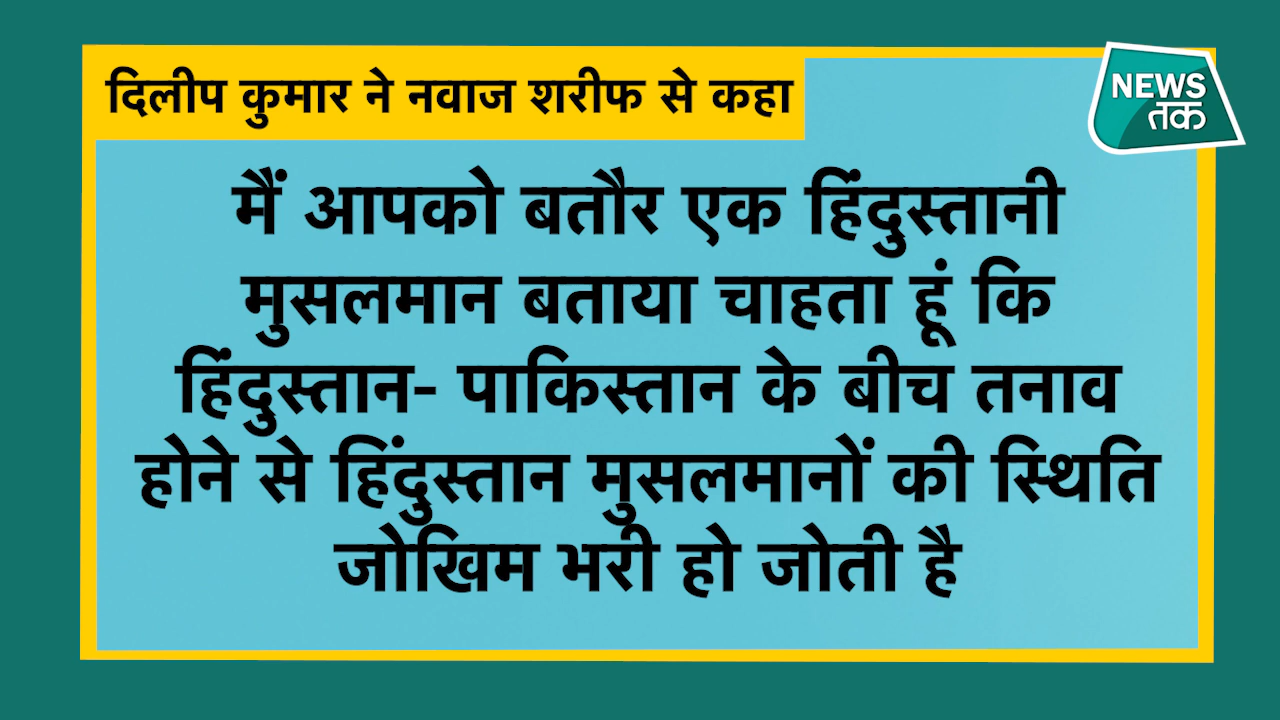 दिलीप कुमार ने नवाज शरीफ से कहा
NEWS
तक
मैं आपको बतौर एक हिंदुस्तानी
मुसलमान बताया चाहता हूं कि
हिंदुस्तान- पाकिस्तान के बीच तनाव
होने से हिंदुस्तान मुसलमानों की स्थिति
जोखिम भरी हो जोती है